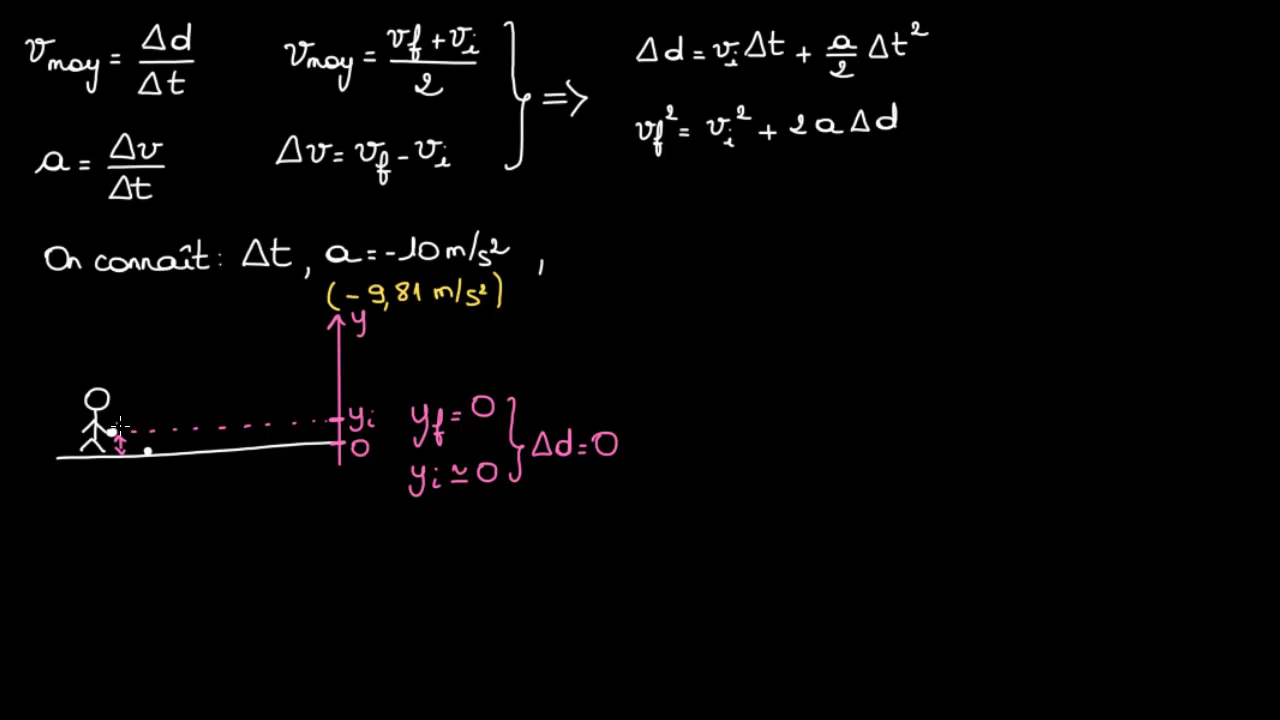 v_moy = Δd/Δt    v_moy = (v_f + v_i)/2    } ⟹    Δd = v_i Δt + a/2 Δt²
v_f² = v_i² + 2aΔd
a = Δv/Δt    Δv = v_f - v_i
On connaît : Δt , a = -10 m/s² ,
(-9,81 m/s²)
y
y_i
0
y_f = 0
y_i ≃ 0
} Δd = 0